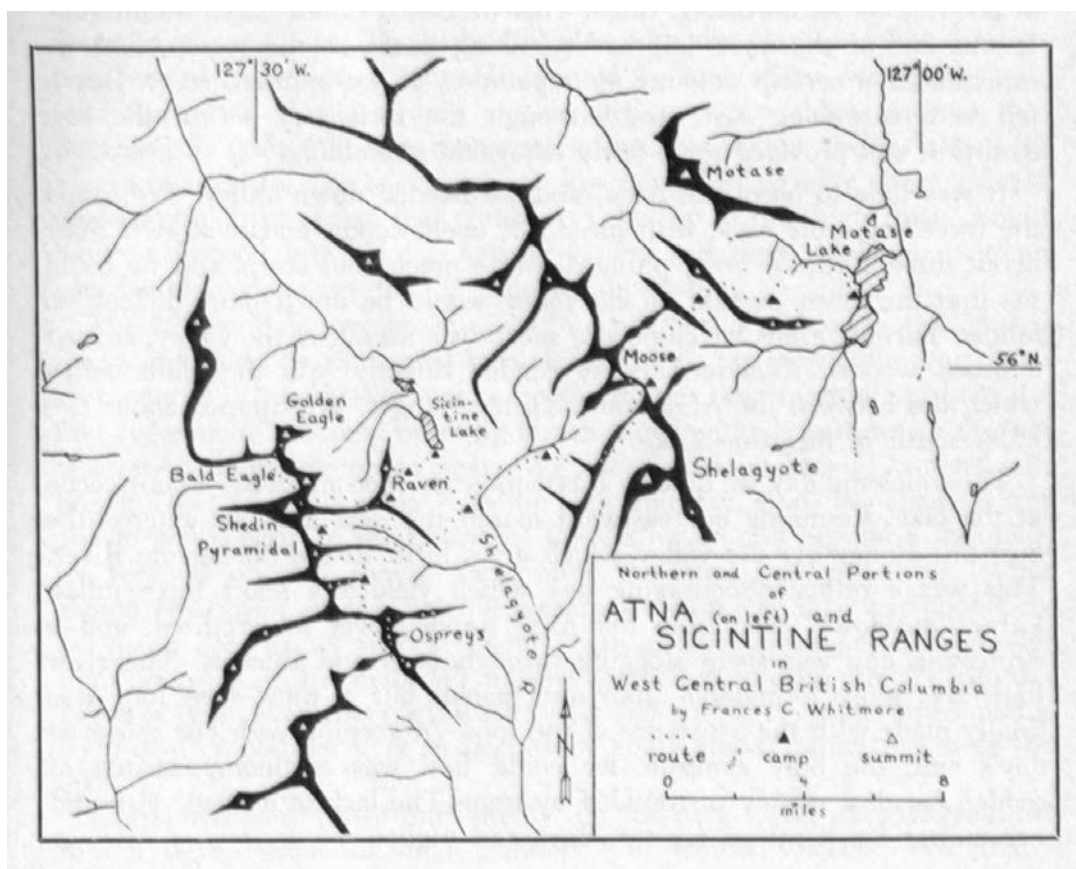 127° 30' W.
127° 00' W.
Motase
Motase
Lake
56° N.
Moose
Golden
Eagle
Sicin-
tine
Lake
Bald Eagle
Raven
Shelagyote
Shedin
Pyramidal
Shelagyote R.
Ospreys
N
Northern and Central Portions
of
ATNA (on left) and
SICINTINE RANGES
in
West Central British Columbia
by Frances C. Whitmore
route
camp
summit
0
8
miles